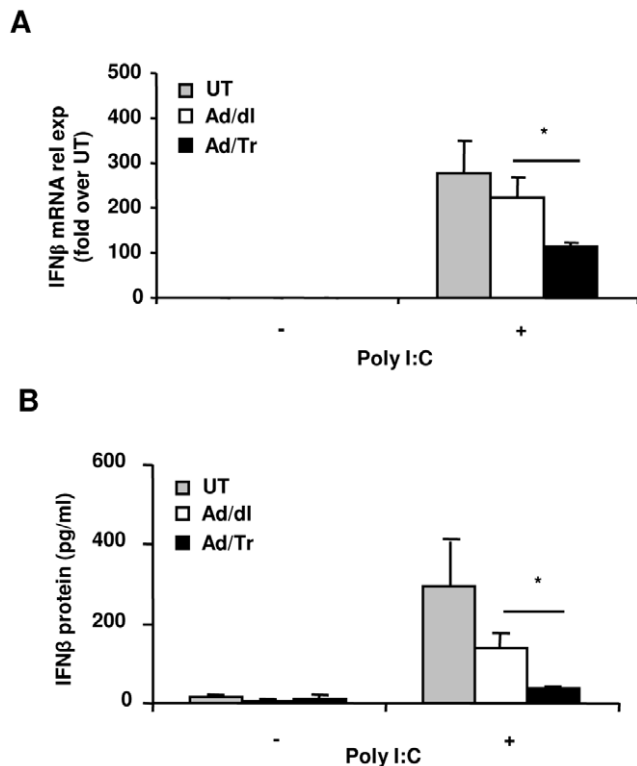 A
IFNβ mRNA rel exp
(fold over UT)
500
400
300
200
100
0
UT
Ad/dl
Ad/Tr
*
- +
Poly I:C
B
IFNβ protein (pg/ml)
600
400
200
0
UT
Ad/dl
Ad/Tr
*
- +
Poly I:C